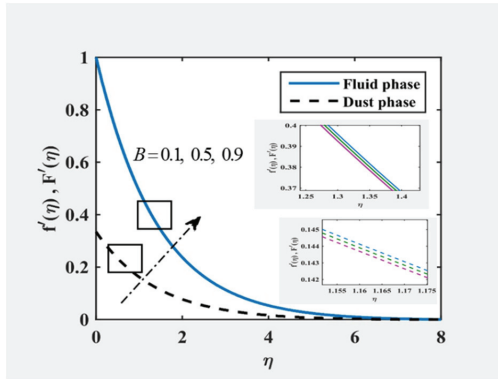 1
0.8
0.6
0.4
0.2
0
0 2 4 6 8
η
f′(η) , F′(η)
Fluid phase
Dust phase
B = 0.1, 0.5, 0.9
0.4
0.39
0.38
0.37
1.25 1.3 1.35 1.4
η
f′(η), F′(η)
0.145
0.144
0.143
0.142
1.155 1.16 1.165 1.17 1.175
η
f′(η), F′(η)